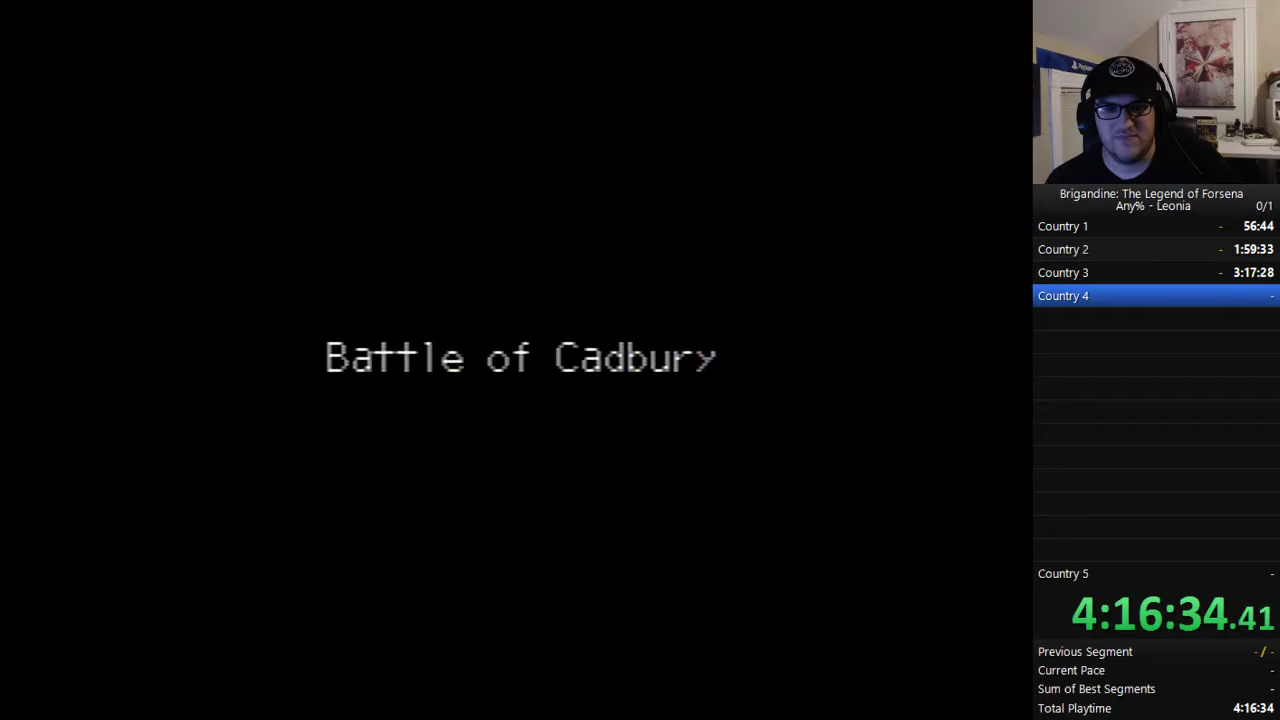 Battle of Cadbury
Brigandine: The Legend of Forsena
Any% - Leonia 0/1
Country 1 - 56:44
Country 2 - 1:59:33
Country 3 - 3:17:28
Country 4 -
Country 5 -
4:16:34.41
Previous Segment - / -
Current Pace -
Sum of Best Segments -
Total Playtime 4:16:34